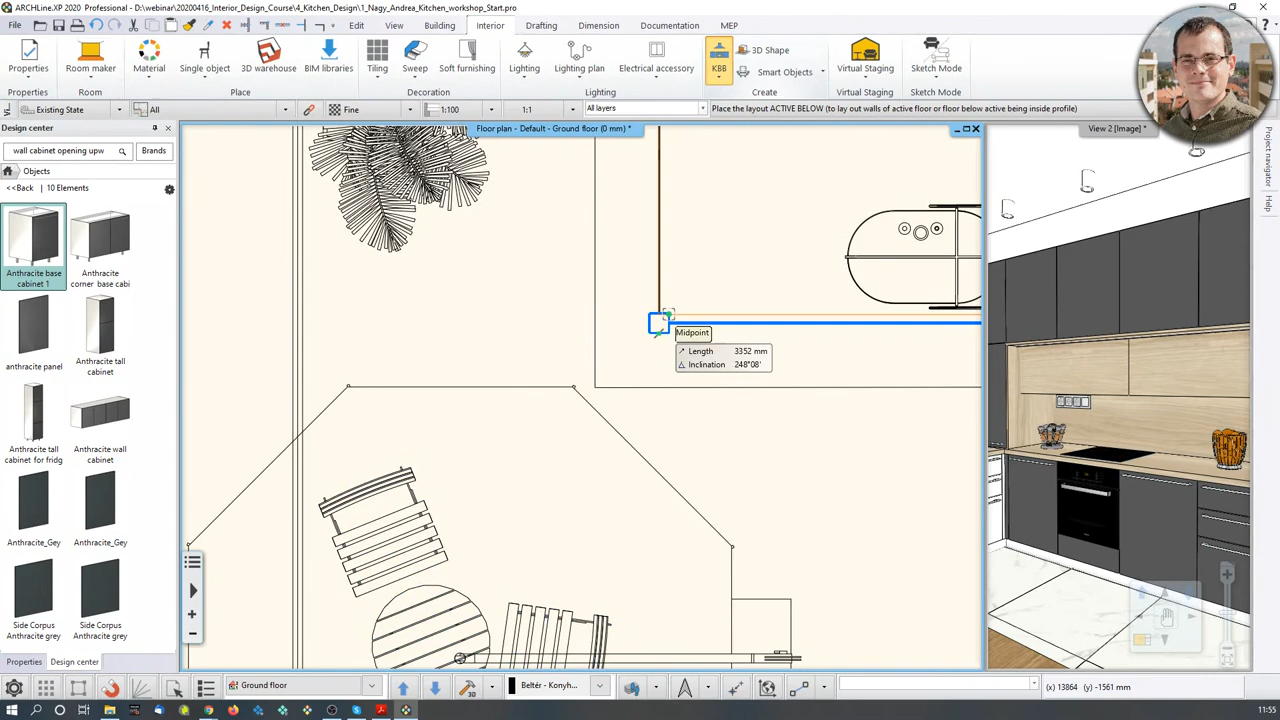 ARCHLine.XP 2020 Professional - D:\webinar\20200416_Interior_Design_Course\4_Kitchen_Design\1_Nagy_Andrea_Kitchen_workshop_Start.pro
File
Edit
View
Building
Interior
Drafting
Dimension
Documentation
MEP
Properties
Room maker
Material
Single object
3D warehouse
BIM libraries
Tiling
Sweep
Soft furnishing
Lighting
Lighting plan
Electrical accessory
KBB
3D Shape
Smart Objects
Virtual Staging
Sketch Mode
Properties
Room
Place
Decoration
Lighting
Create
Virtual Staging
Sketch Mode
Existing State
All
Fine
1:100
1:1
All layers
Place the layout ACTIVE BELOW (to lay out walls of active floor or floor below active being inside profile)
Design center
Floor plan - Default - Ground floor (0 mm) *
View 2 [Image] *
wall cabinet opening upw
Brands
Objects
<<Back
10 Elements
Anthracite base cabinet 1
Anthracite corner base cabi
anthracite panel
Anthracite tall cabinet
Anthracite tall cabinet for fridg
Anthracite wall cabinet
Anthracite_Gey
Anthracite_Gey
Side Corpus Anthracite grey
Side Corpus Anthracite grey
Midpoint
Length 3352 mm
Inclination 248°08'
Project navigator
Help
Properties
Design center
Ground floor
Beltér - Konyh...
(x) 13864 (y) -1561 mm
11:55